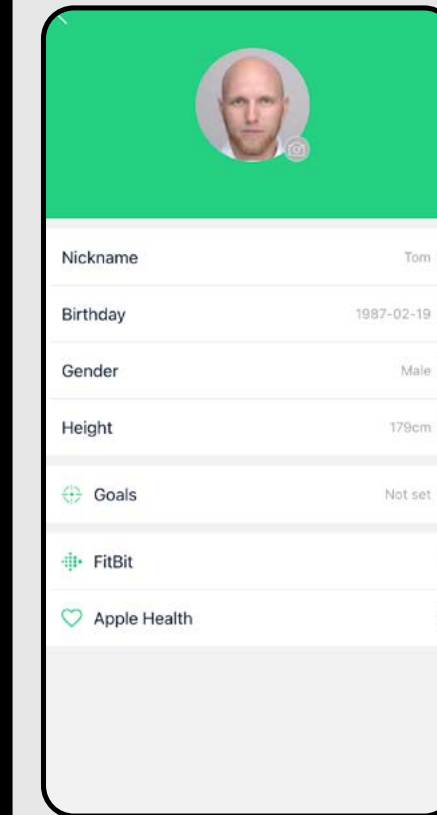 Nickname Tom
Birthday 1987-02-19
Gender Male
Height 179cm
Goals Not set
FitBit
Apple Health